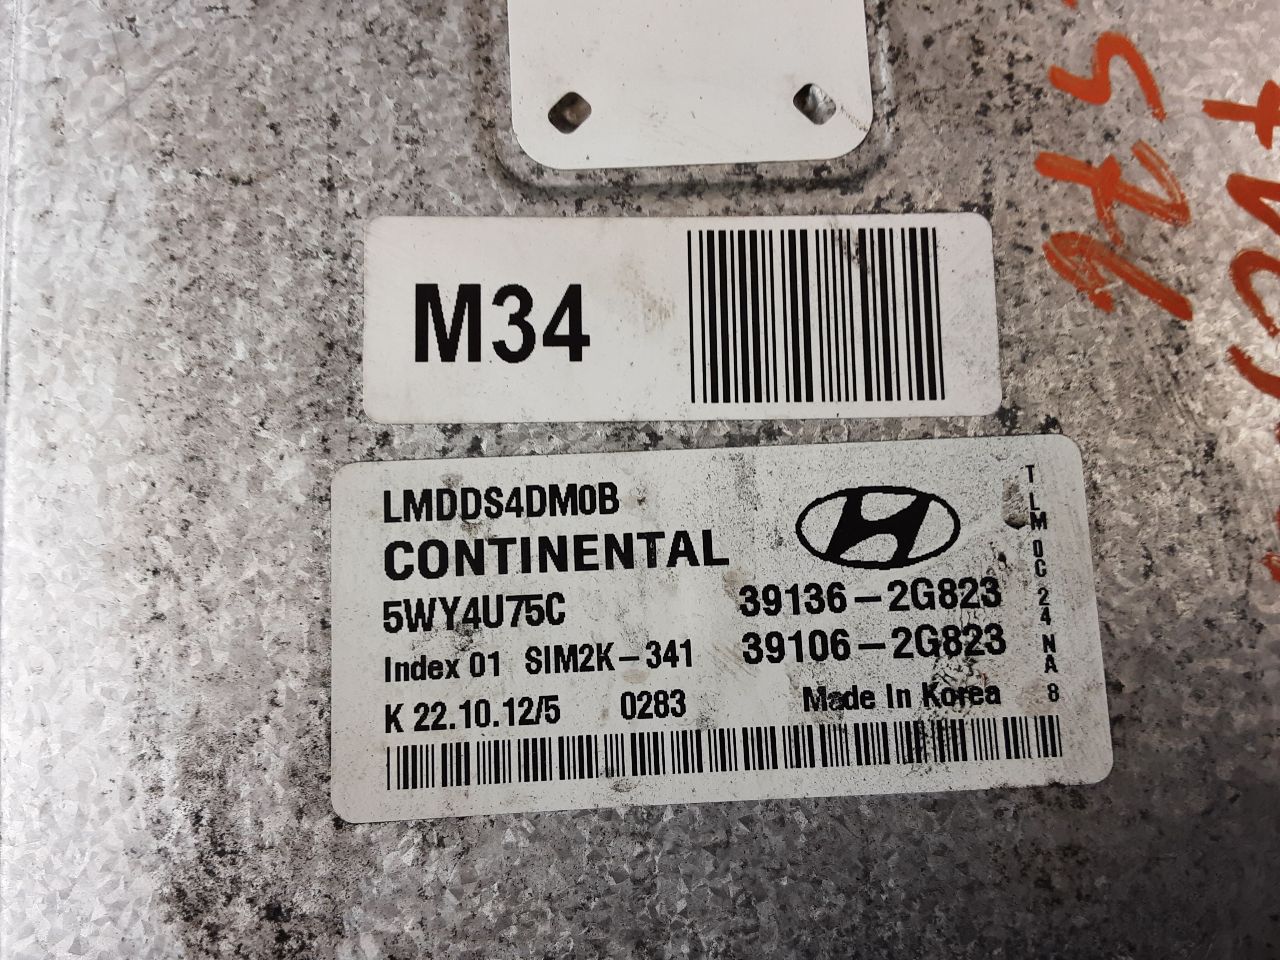 M34
LMDDS4DM0B
CONTINENTAL
5WY4U75C
39136-2G823
39106-2G823
Index 01 SIM2K-341
K 22.10.12/5 0283 Made In Korea
TLM0C24NA8